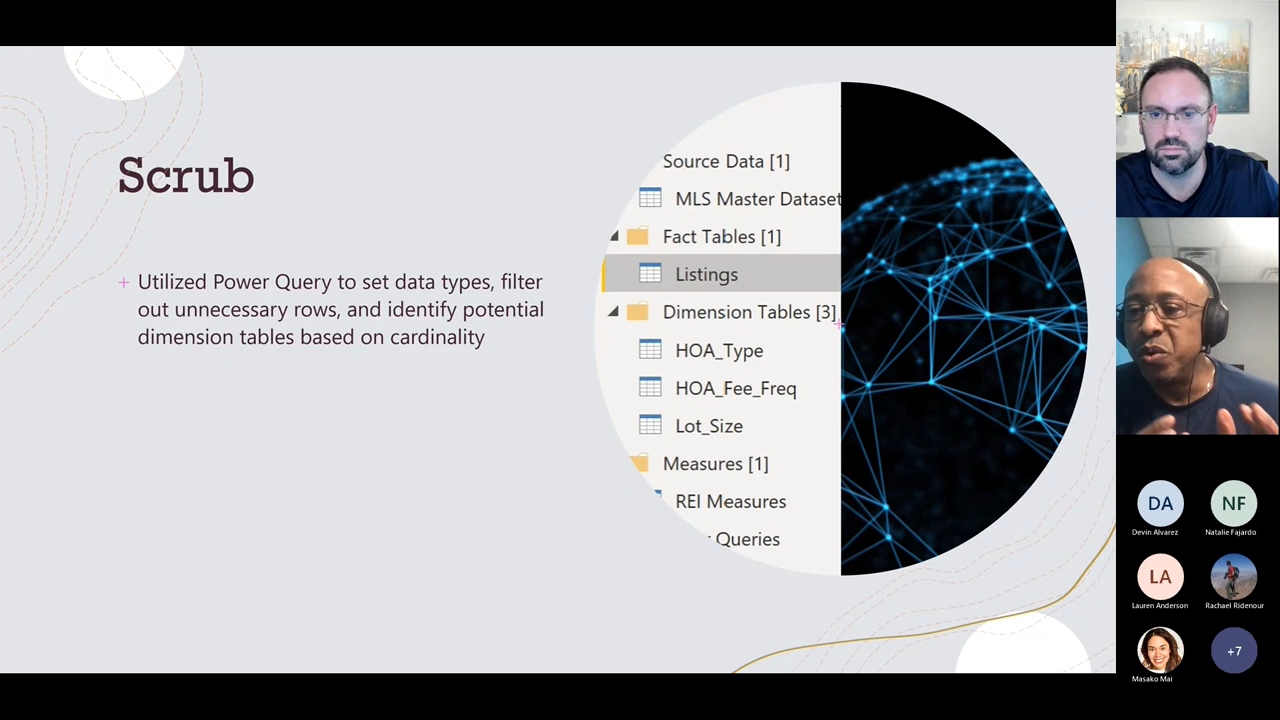 Scrub
+ Utilized Power Query to set data types, filter
out unnecessary rows, and identify potential
dimension tables based on cardinality
Source Data [1]
MLS Master Dataset
Fact Tables [1]
Listings
Dimension Tables [3]
HOA_Type
HOA_Fee_Freq
Lot_Size
Measures [1]
REI Measures
Queries
DA
Devin Alvarez
NF
Natalie Fajardo
LA
Lauren Anderson
Rachael Ridenour
Masako Mai
+7